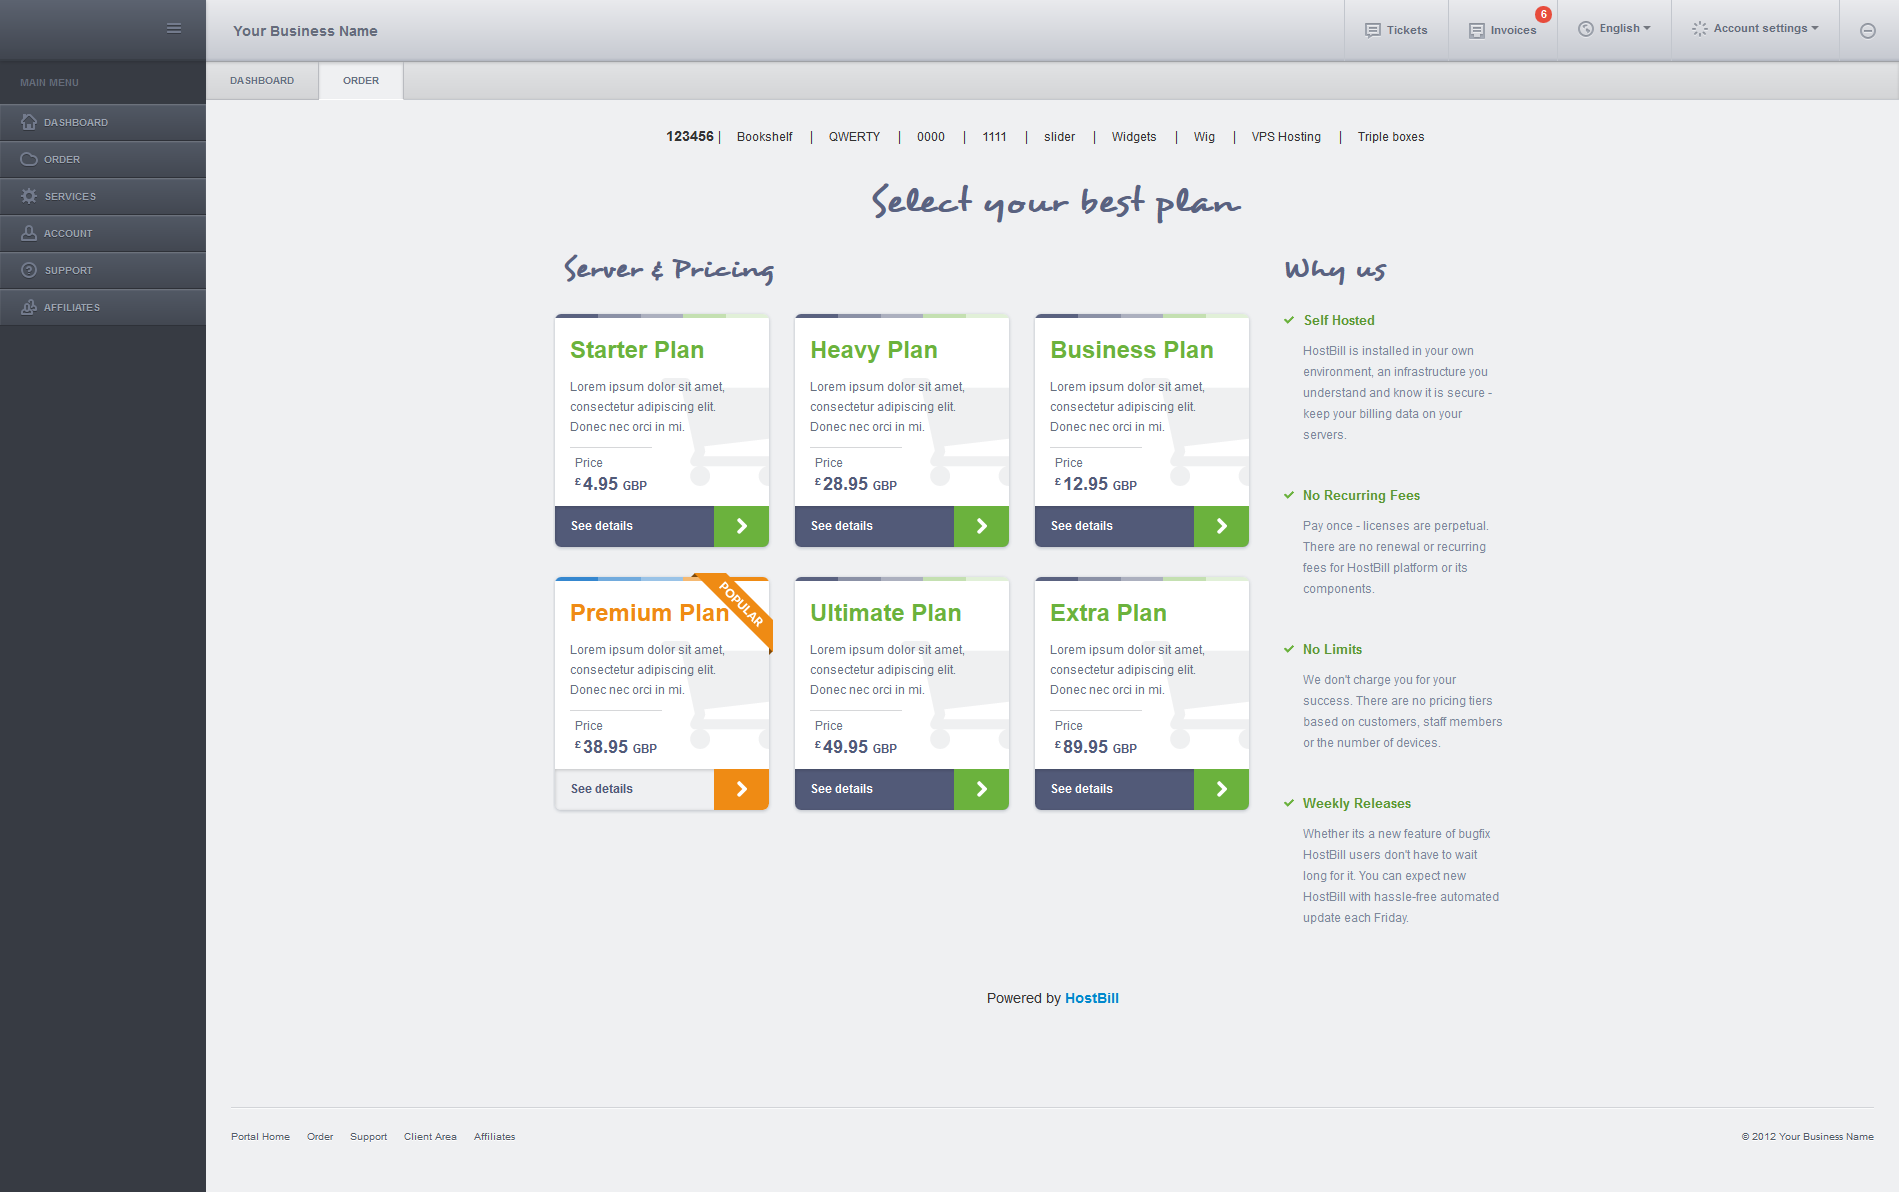 Your Business Name
Tickets
Invoices
6
English
Account settings
MAIN MENU
DASHBOARD
ORDER
SERVICES
ACCOUNT
SUPPORT
AFFILIATES
DASHBOARD
ORDER
123456 | Bookshelf | QWERTY | 0000 | 1111 | slider | Widgets | Wig | VPS Hosting | Triple boxes
Select your best plan
Server & Pricing
Starter Plan
Lorem ipsum dolor sit amet,
consectetur adipiscing elit.
Donec nec orci in mi.
Price
£4.95 GBP
See details
Heavy Plan
Lorem ipsum dolor sit amet,
consectetur adipiscing elit.
Donec nec orci in mi.
Price
£28.95 GBP
See details
Business Plan
Lorem ipsum dolor sit amet,
consectetur adipiscing elit.
Donec nec orci in mi.
Price
£12.95 GBP
See details
Premium Plan
POPULAR
Lorem ipsum dolor sit amet,
consectetur adipiscing elit.
Donec nec orci in mi.
Price
£38.95 GBP
See details
Ultimate Plan
Lorem ipsum dolor sit amet,
consectetur adipiscing elit.
Donec nec orci in mi.
Price
£49.95 GBP
See details
Extra Plan
Lorem ipsum dolor sit amet,
consectetur adipiscing elit.
Donec nec orci in mi.
Price
£89.95 GBP
See details
Why us
Self Hosted
HostBill is installed in your own
environment, an infrastructure you
understand and know it is secure -
keep your billing data on your
servers.
No Recurring Fees
Pay once - licenses are perpetual.
There are no renewal or recurring
fees for HostBill platform or its
components.
No Limits
We don't charge you for your
success. There are no pricing tiers
based on customers, staff members
or the number of devices.
Weekly Releases
Whether its a new feature of bugfix
HostBill users don't have to wait
long for it. You can expect new
HostBill with hassle-free automated
update each Friday.
Powered by HostBill
Portal Home Order Support Client Area Affiliates
© 2012 Your Business Name